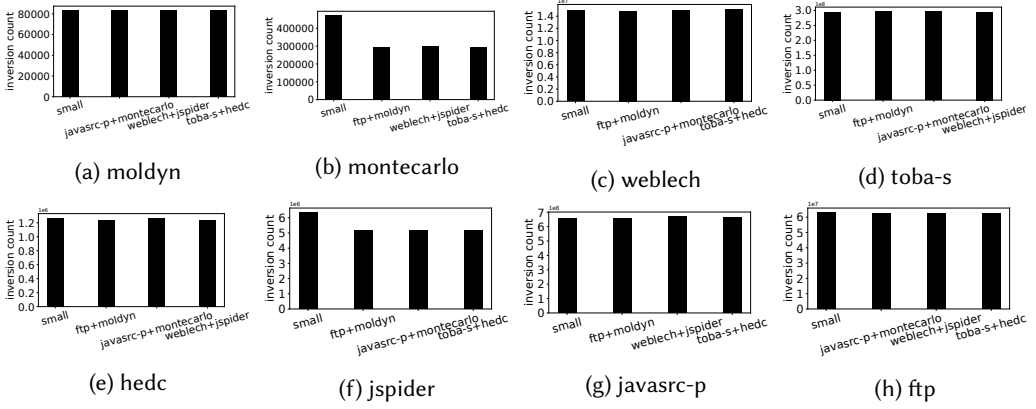 inversion count
80000
60000
40000
20000
0
small
javasrc-p+montecarlo
weblech+jspider
toba-s+hedc
(a) moldyn
inversion count
400000
300000
200000
100000
0
small
ftp+moldyn
weblech+jspider
toba-s+hedc
(b) montecarlo
inversion count
1e7
1.4
1.2
1.0
0.8
0.6
0.4
0.2
0.0
small
ftp+moldyn
javasrc-p+montecarlo
toba-s+hedc
(c) weblech
inversion count
1e8
3.0
2.5
2.0
1.5
1.0
0.5
0.0
small
ftp+moldyn
javasrc-p+montecarlo
weblech+jspider
(d) toba-s
inversion count
1e6
1.2
1.0
0.8
0.6
0.4
0.2
0.0
small
ftp+moldyn
javasrc-p+montecarlo
weblech+jspider
(e) hedc
inversion count
1e6
6
5
4
3
2
1
0
small
ftp+moldyn
javasrc-p+montecarlo
toba-s+hedc
(f) jspider
inversion count
1e8
7
6
5
4
3
2
1
0
small
ftp+moldyn
weblech+jspider
toba-s+hedc
(g) javasrc-p
inversion count
1e7
6
5
4
3
2
1
0
small
javasrc-p+montecarlo
weblech+jspider
toba-s+hedc
(h) ftp